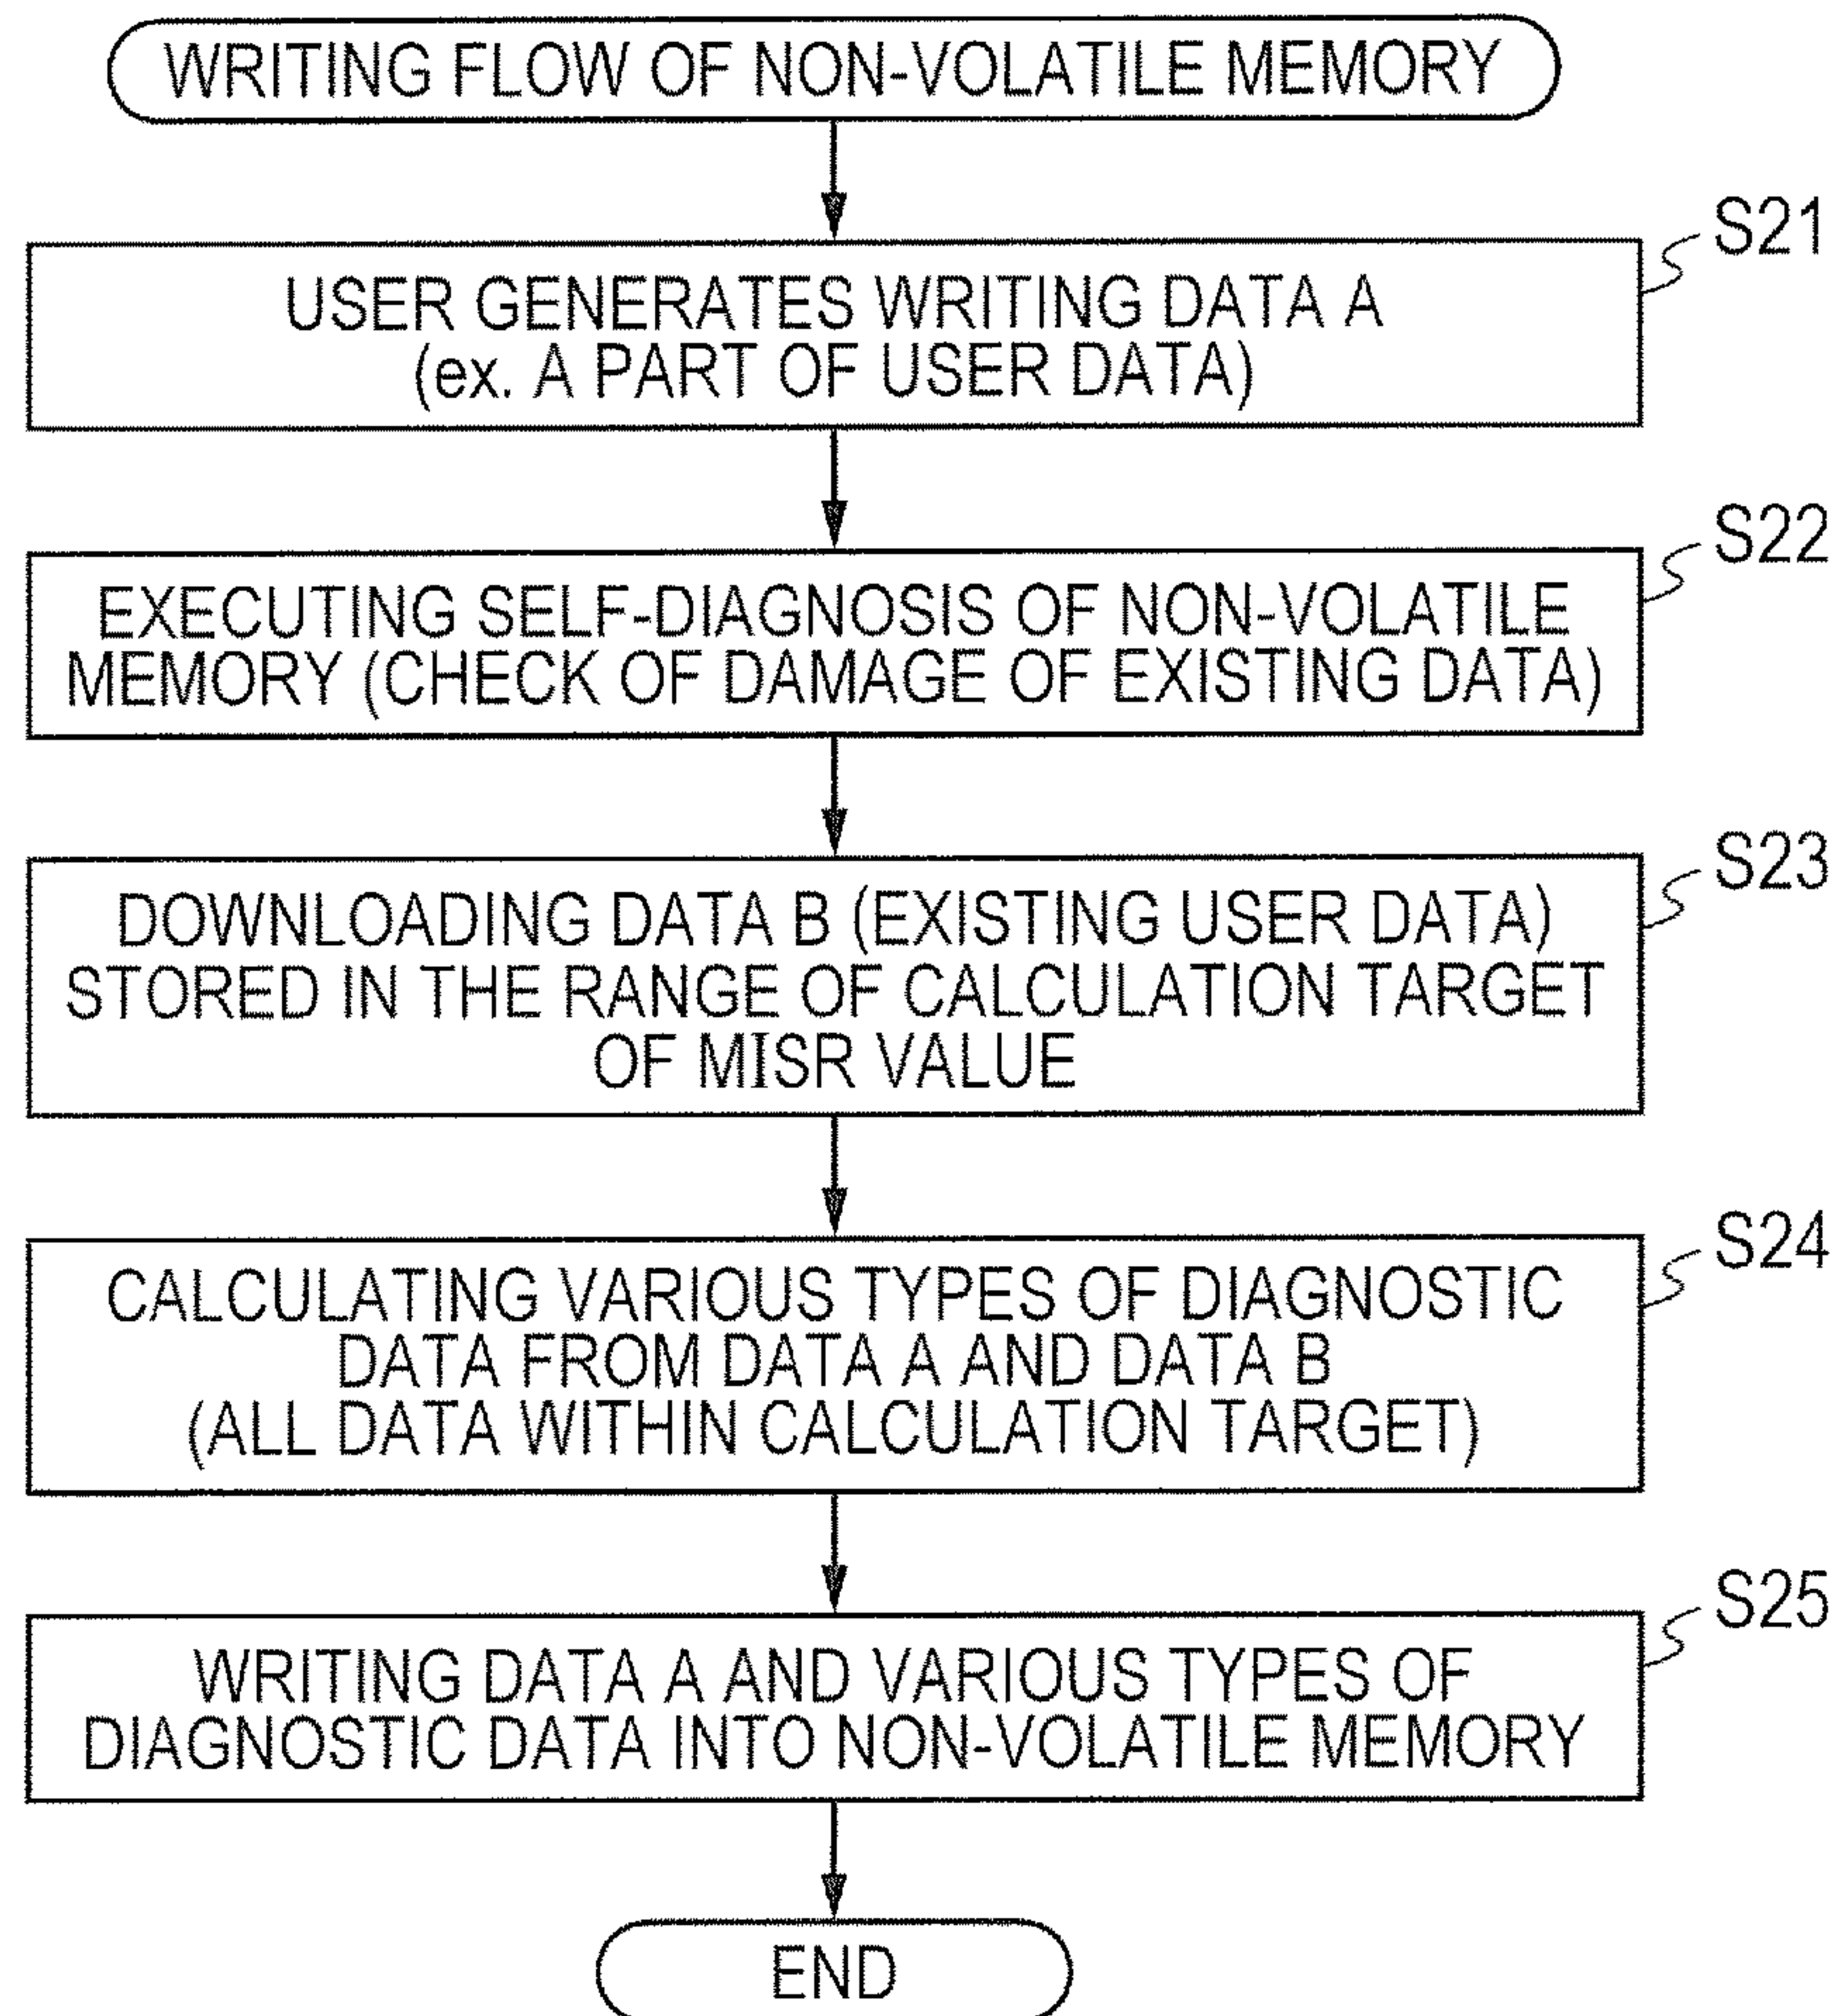 WRITING FLOW OF NON-VOLATILE MEMORY
S21
USER GENERATES WRITING DATA A
(ex. A PART OF USER DATA)
S22
EXECUTING SELF-DIAGNOSIS OF NON-VOLATILE
MEMORY (CHECK OF DAMAGE OF EXISTING DATA)
S23
DOWNLOADING DATA B (EXISTING USER DATA)
STORED IN THE RANGE OF CALCULATION TARGET
OF MISR VALUE
S24
CALCULATING VARIOUS TYPES OF DIAGNOSTIC
DATA FROM DATA A AND DATA B
(ALL DATA WITHIN CALCULATION TARGET)
S25
WRITING DATA A AND VARIOUS TYPES OF
DIAGNOSTIC DATA INTO NON-VOLATILE MEMORY
END